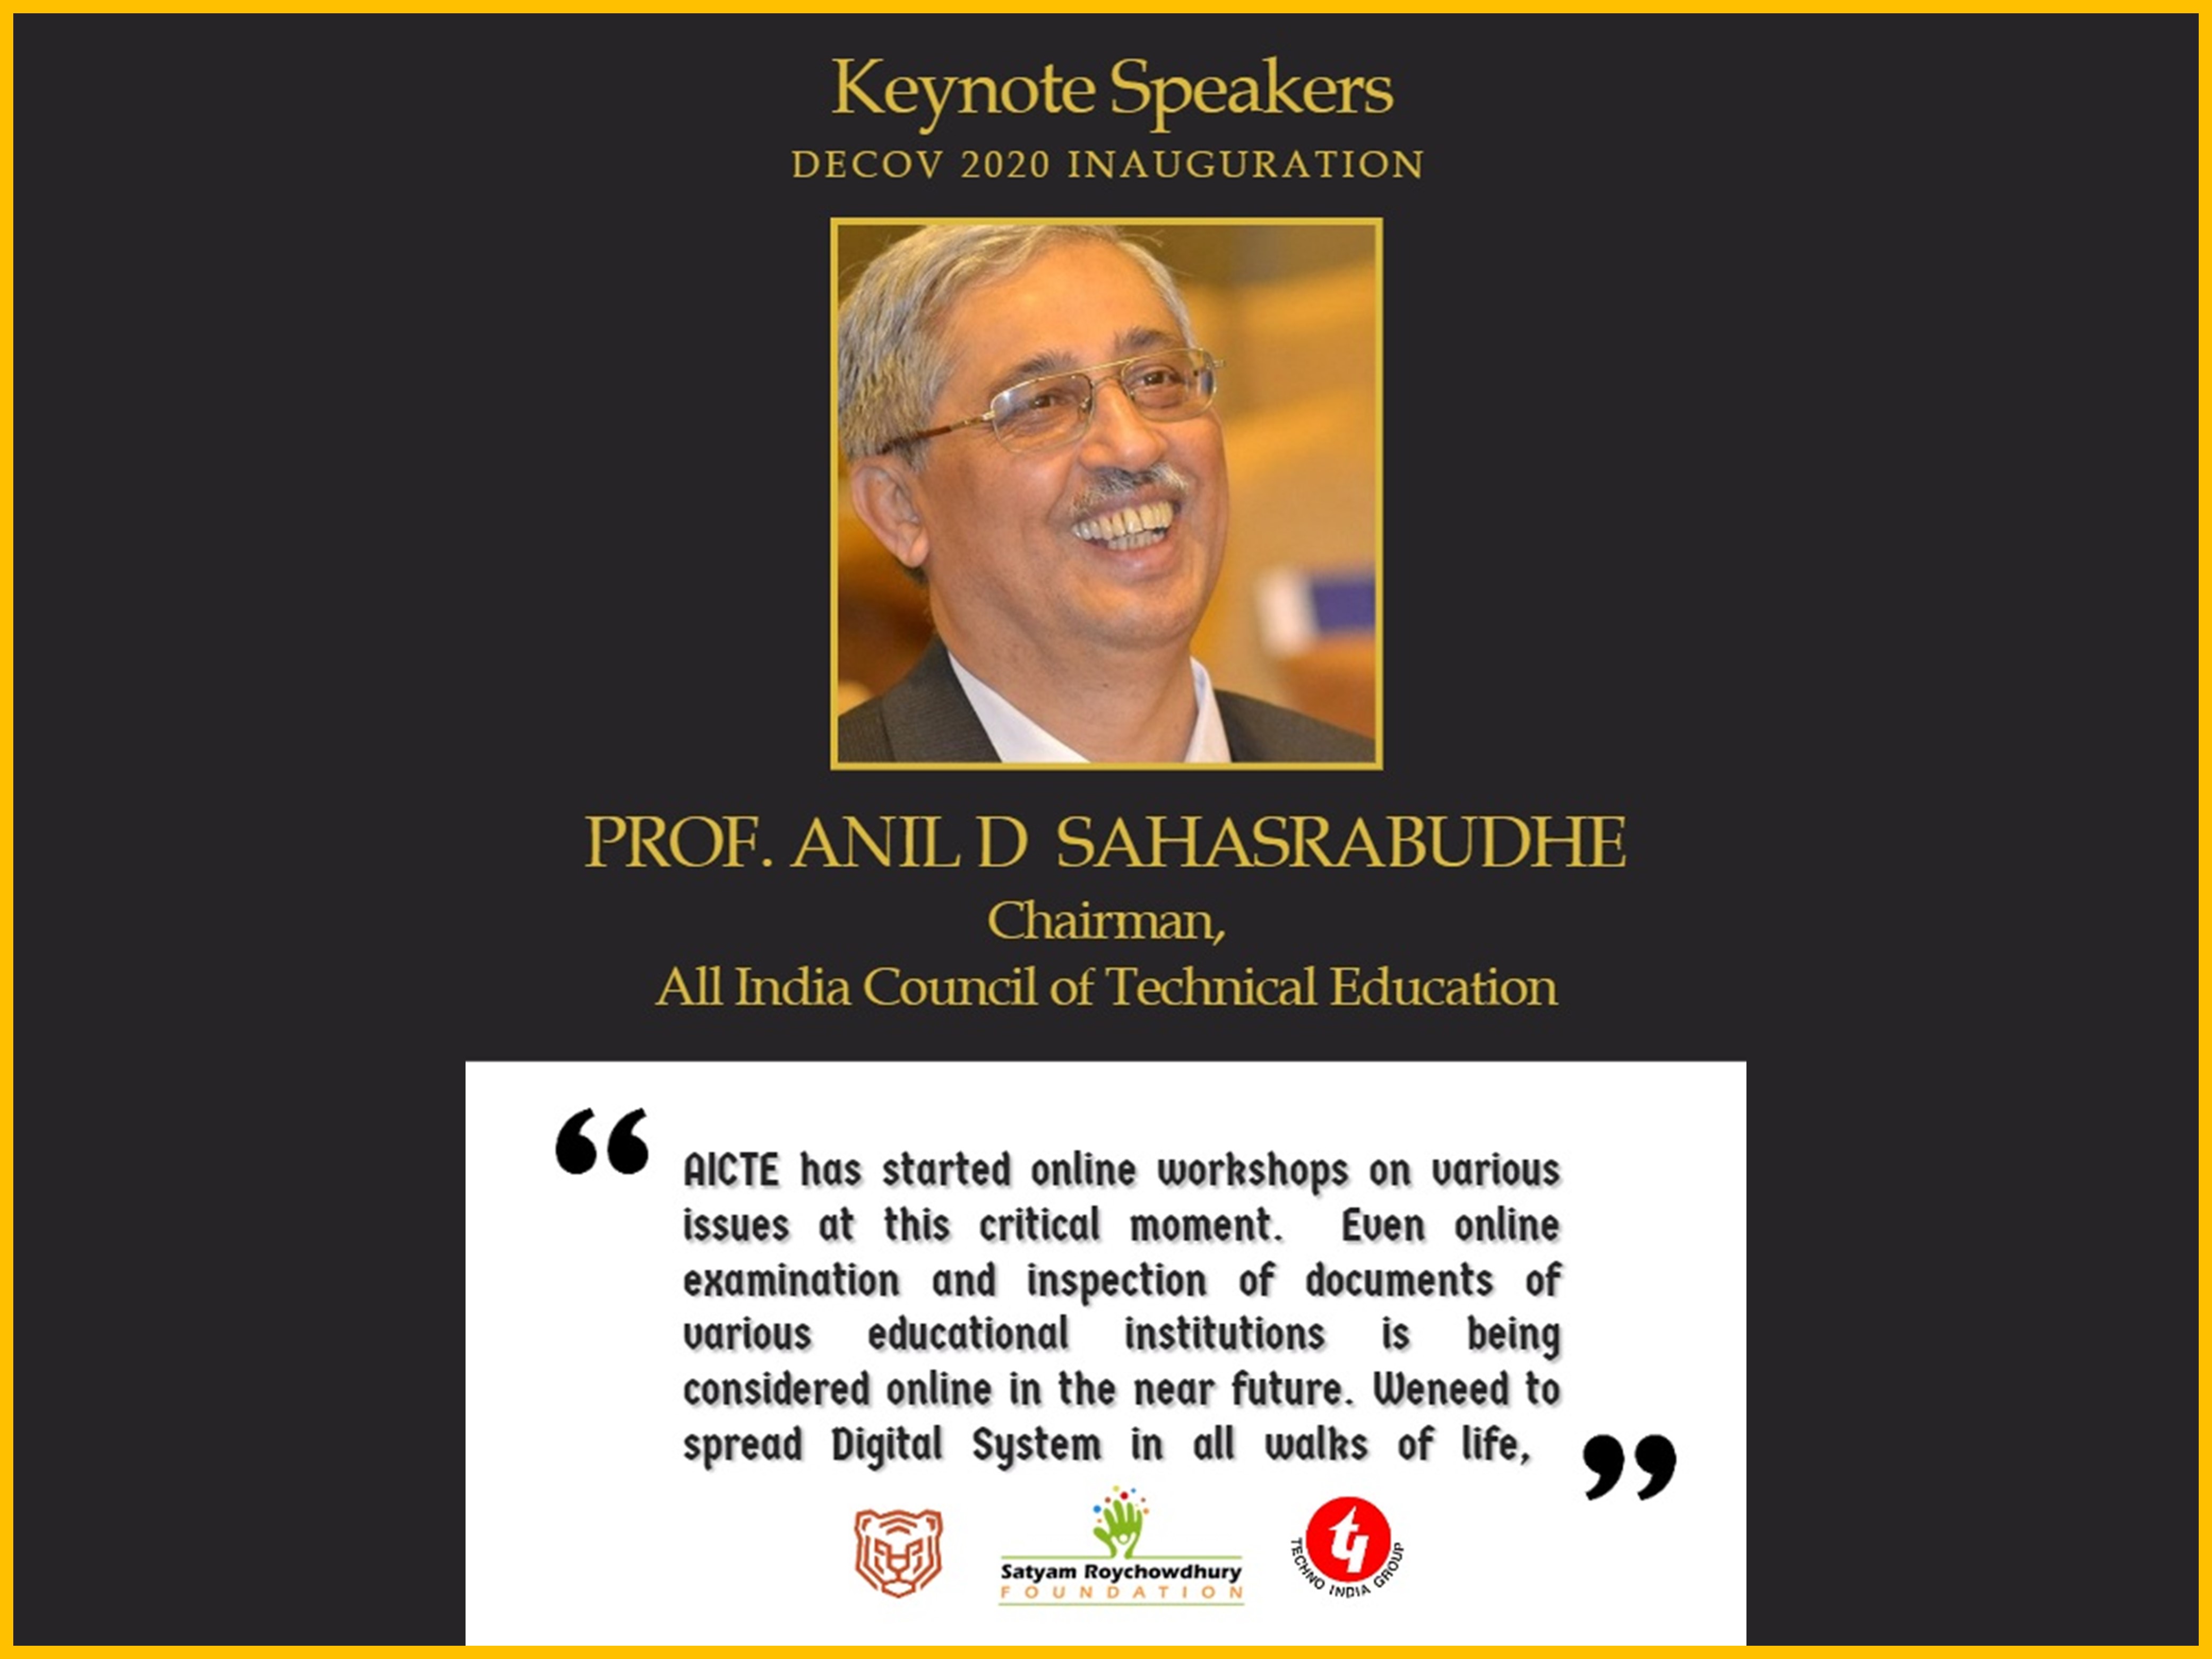 Keynote Speakers
DECOV 2020 INAUGURATION
PROF. ANIL D SAHASRABUDHE
Chairman,
All India Council of Technical Education
“ AICTE has started online workshops on various
issues at this critical moment. Even online
examination and inspection of documents of
various educational institutions is being
considered online in the near future. Weneed to
spread Digital System in all walks of life, ”
Satyam Roychowdhury
FOUNDATION
TECHNO INDIA GROUP